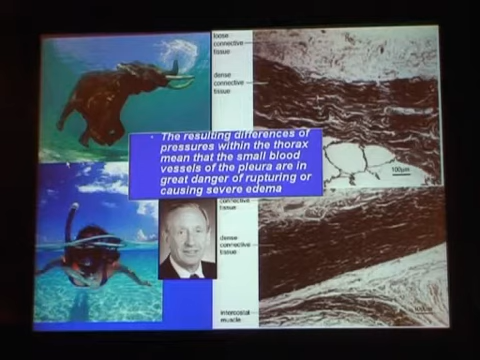 loose
connective
tissue
dense
connective
tissue
The resulting differences of
pressures within the thorax
mean that the small blood
vessels of the pleura are in
great danger of rupturing or
causing severe edema
100μm
connective
tissue
dense
connective
tissue
intercostal
muscle